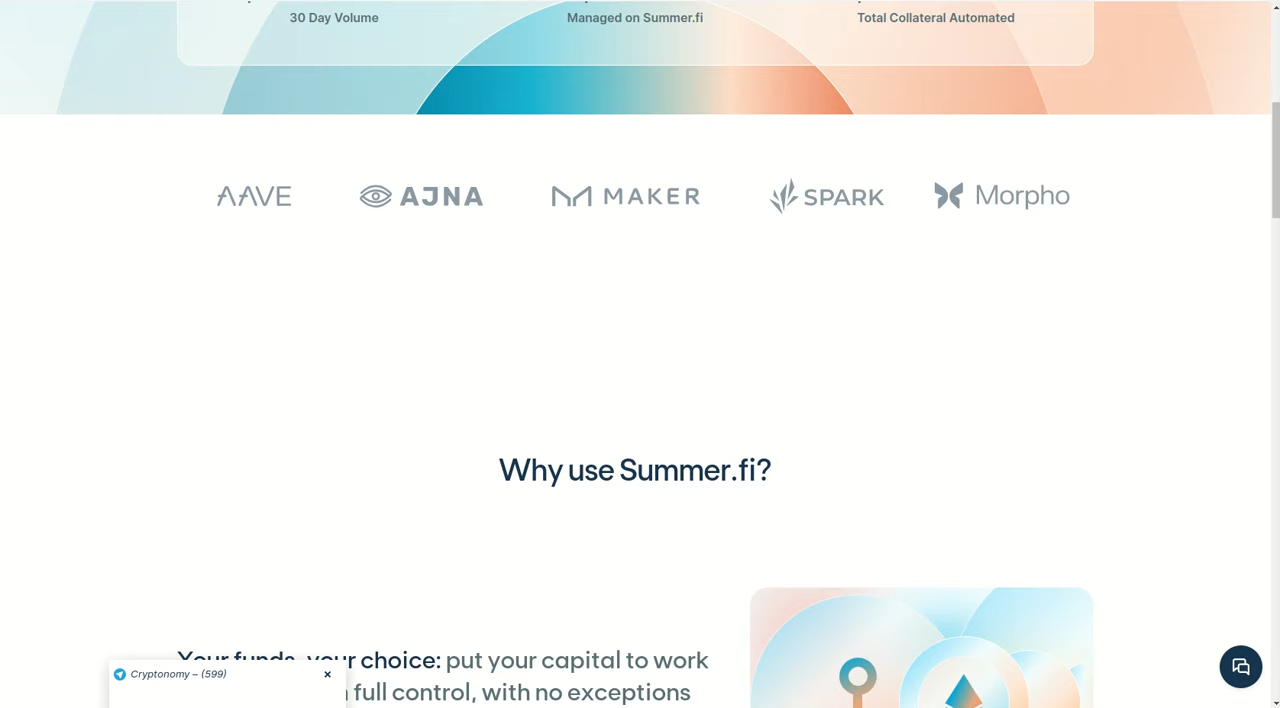 30 Day Volume
Managed on Summer.fi
Total Collateral Automated
AAVE
AJNA
MAKER
SPARK
Morpho
Why use Summer.fi?
Your funds, your choice: put your capital to work
full control, with no exceptions
Cryptonomy – (599)
×